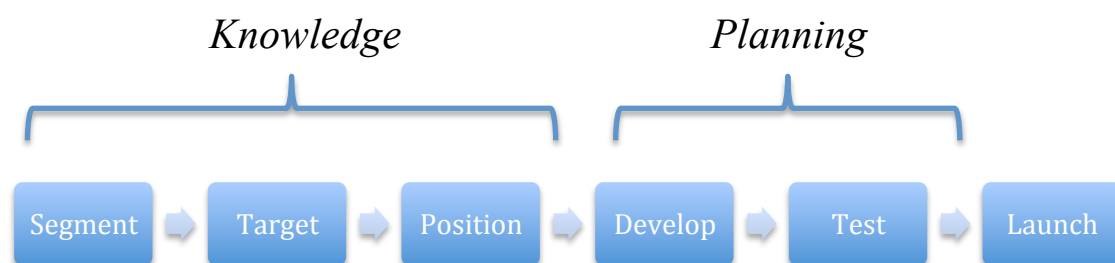 Knowledge Planning
Segment Target Position Develop Test Launch